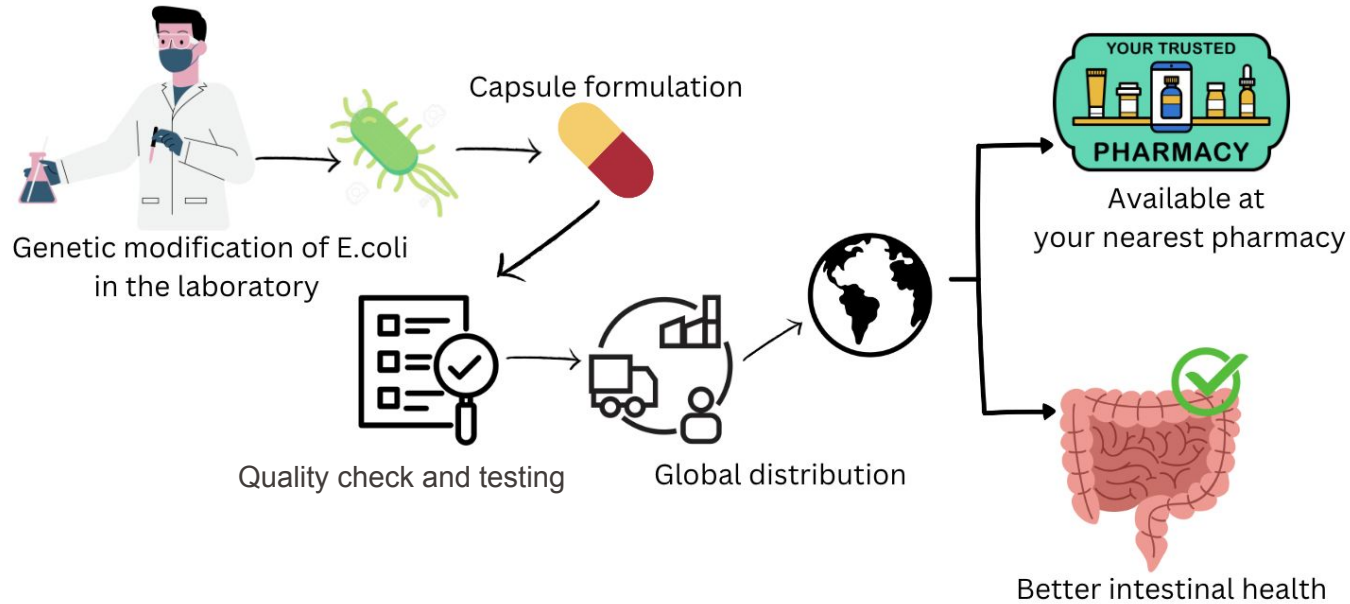 Genetic modification of E.coli
in the laboratory
Capsule formulation
Quality check and testing
Global distribution
YOUR TRUSTED
PHARMACY
Available at
your nearest pharmacy
Better intestinal health